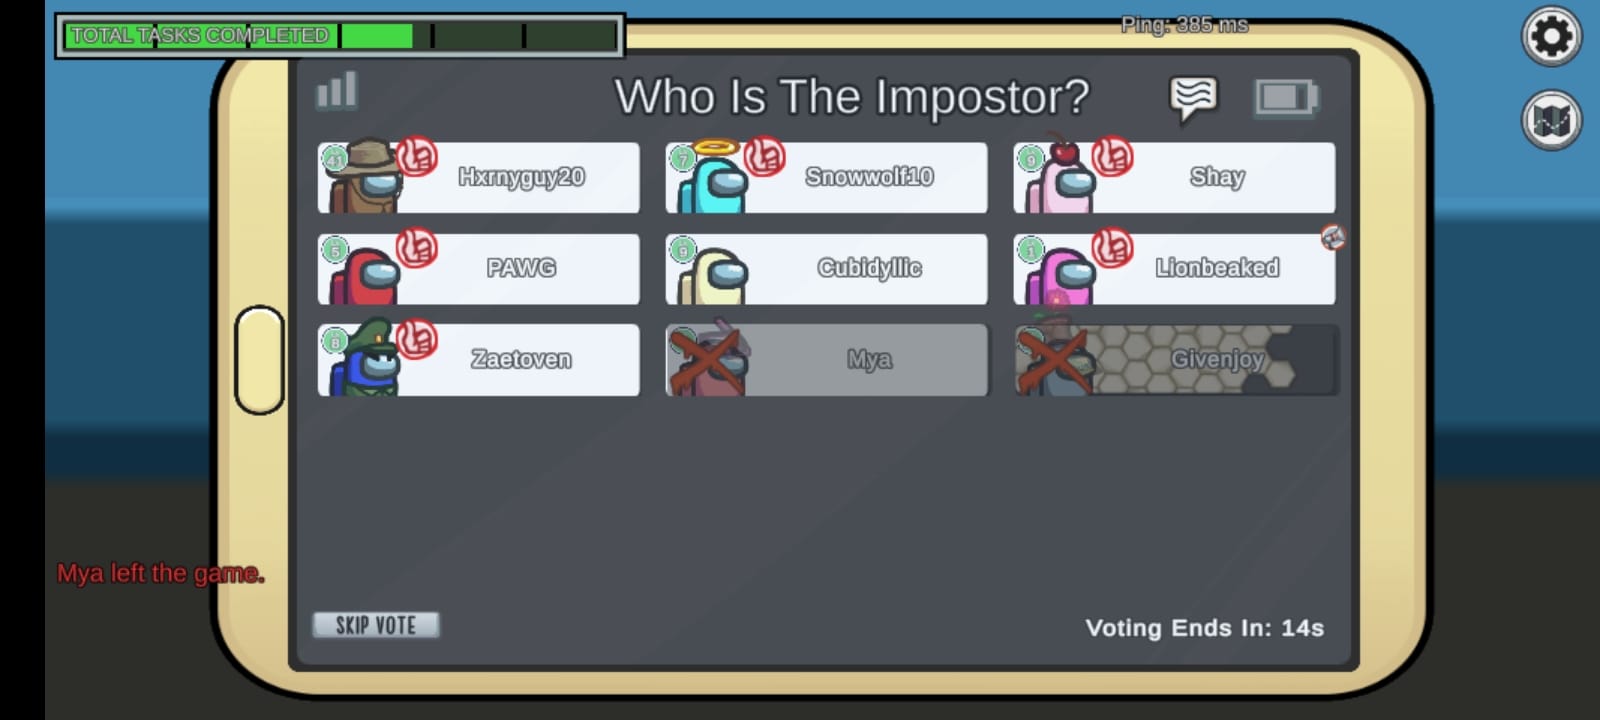 TOTAL TASKS COMPLETED
Ping: 385 ms
Who Is The Impostor?
41 Hxrnyguy20
7 Snowwolf10
9 Shay
5 PAWG
9 Cubidyllic
1 Lionbeaked
8 Zaetoven
Mya
Givenjoy
Mya left the game.
SKIP VOTE
Voting Ends In: 14s